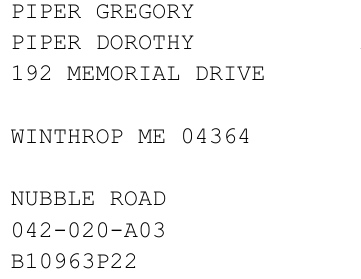 PIPER GREGORY
PIPER DOROTHY
192 MEMORIAL DRIVE
WINTHROP ME 04364
NUBBLE ROAD
042-020-A03
B10963P22